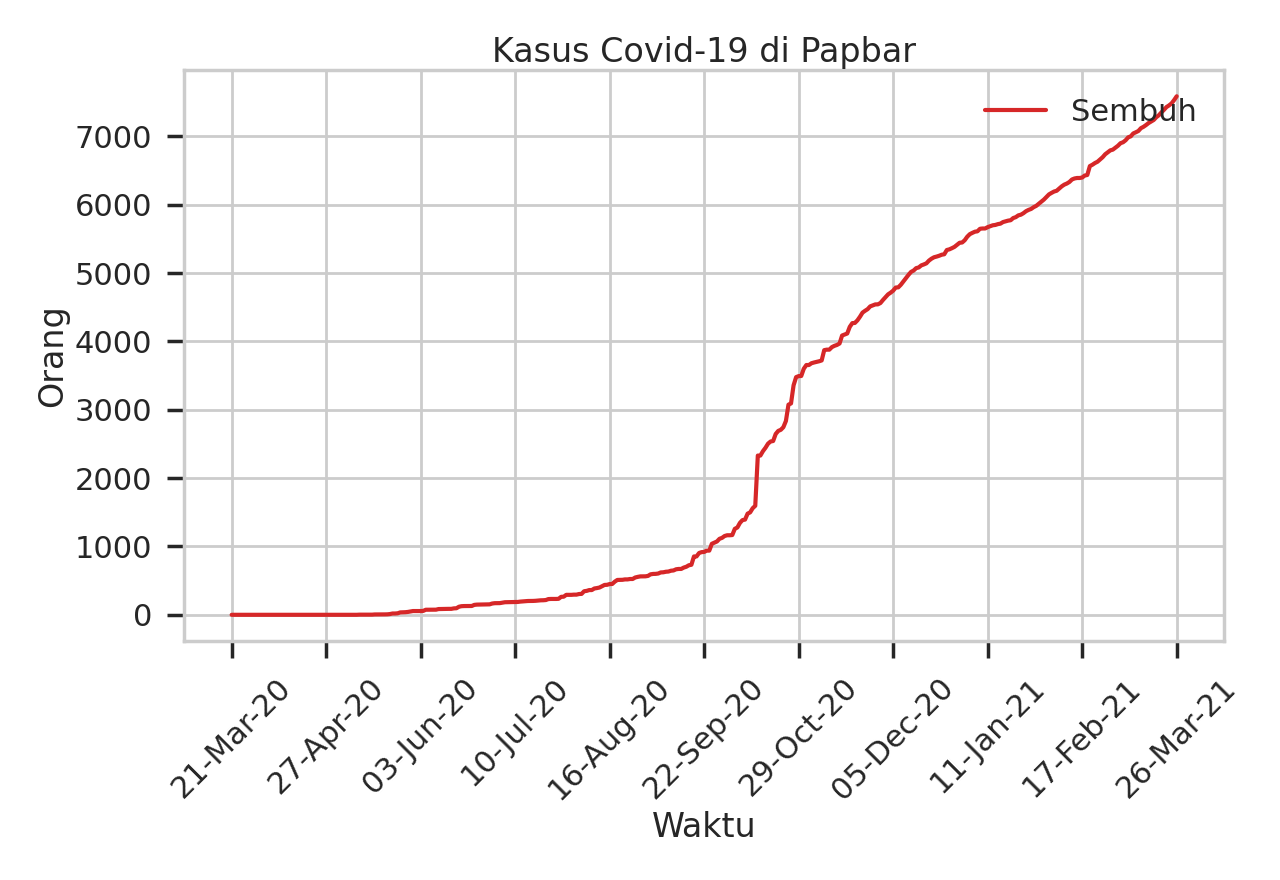 Kasus Covid-19 di Papbar
Sembuh
7000
6000
5000
4000
3000
2000
1000
0
Orang
21-Mar-20
27-Apr-20
03-Jun-20
10-Jul-20
16-Aug-20
22-Sep-20
29-Oct-20
05-Dec-20
11-Jan-21
17-Feb-21
26-Mar-21
Waktu